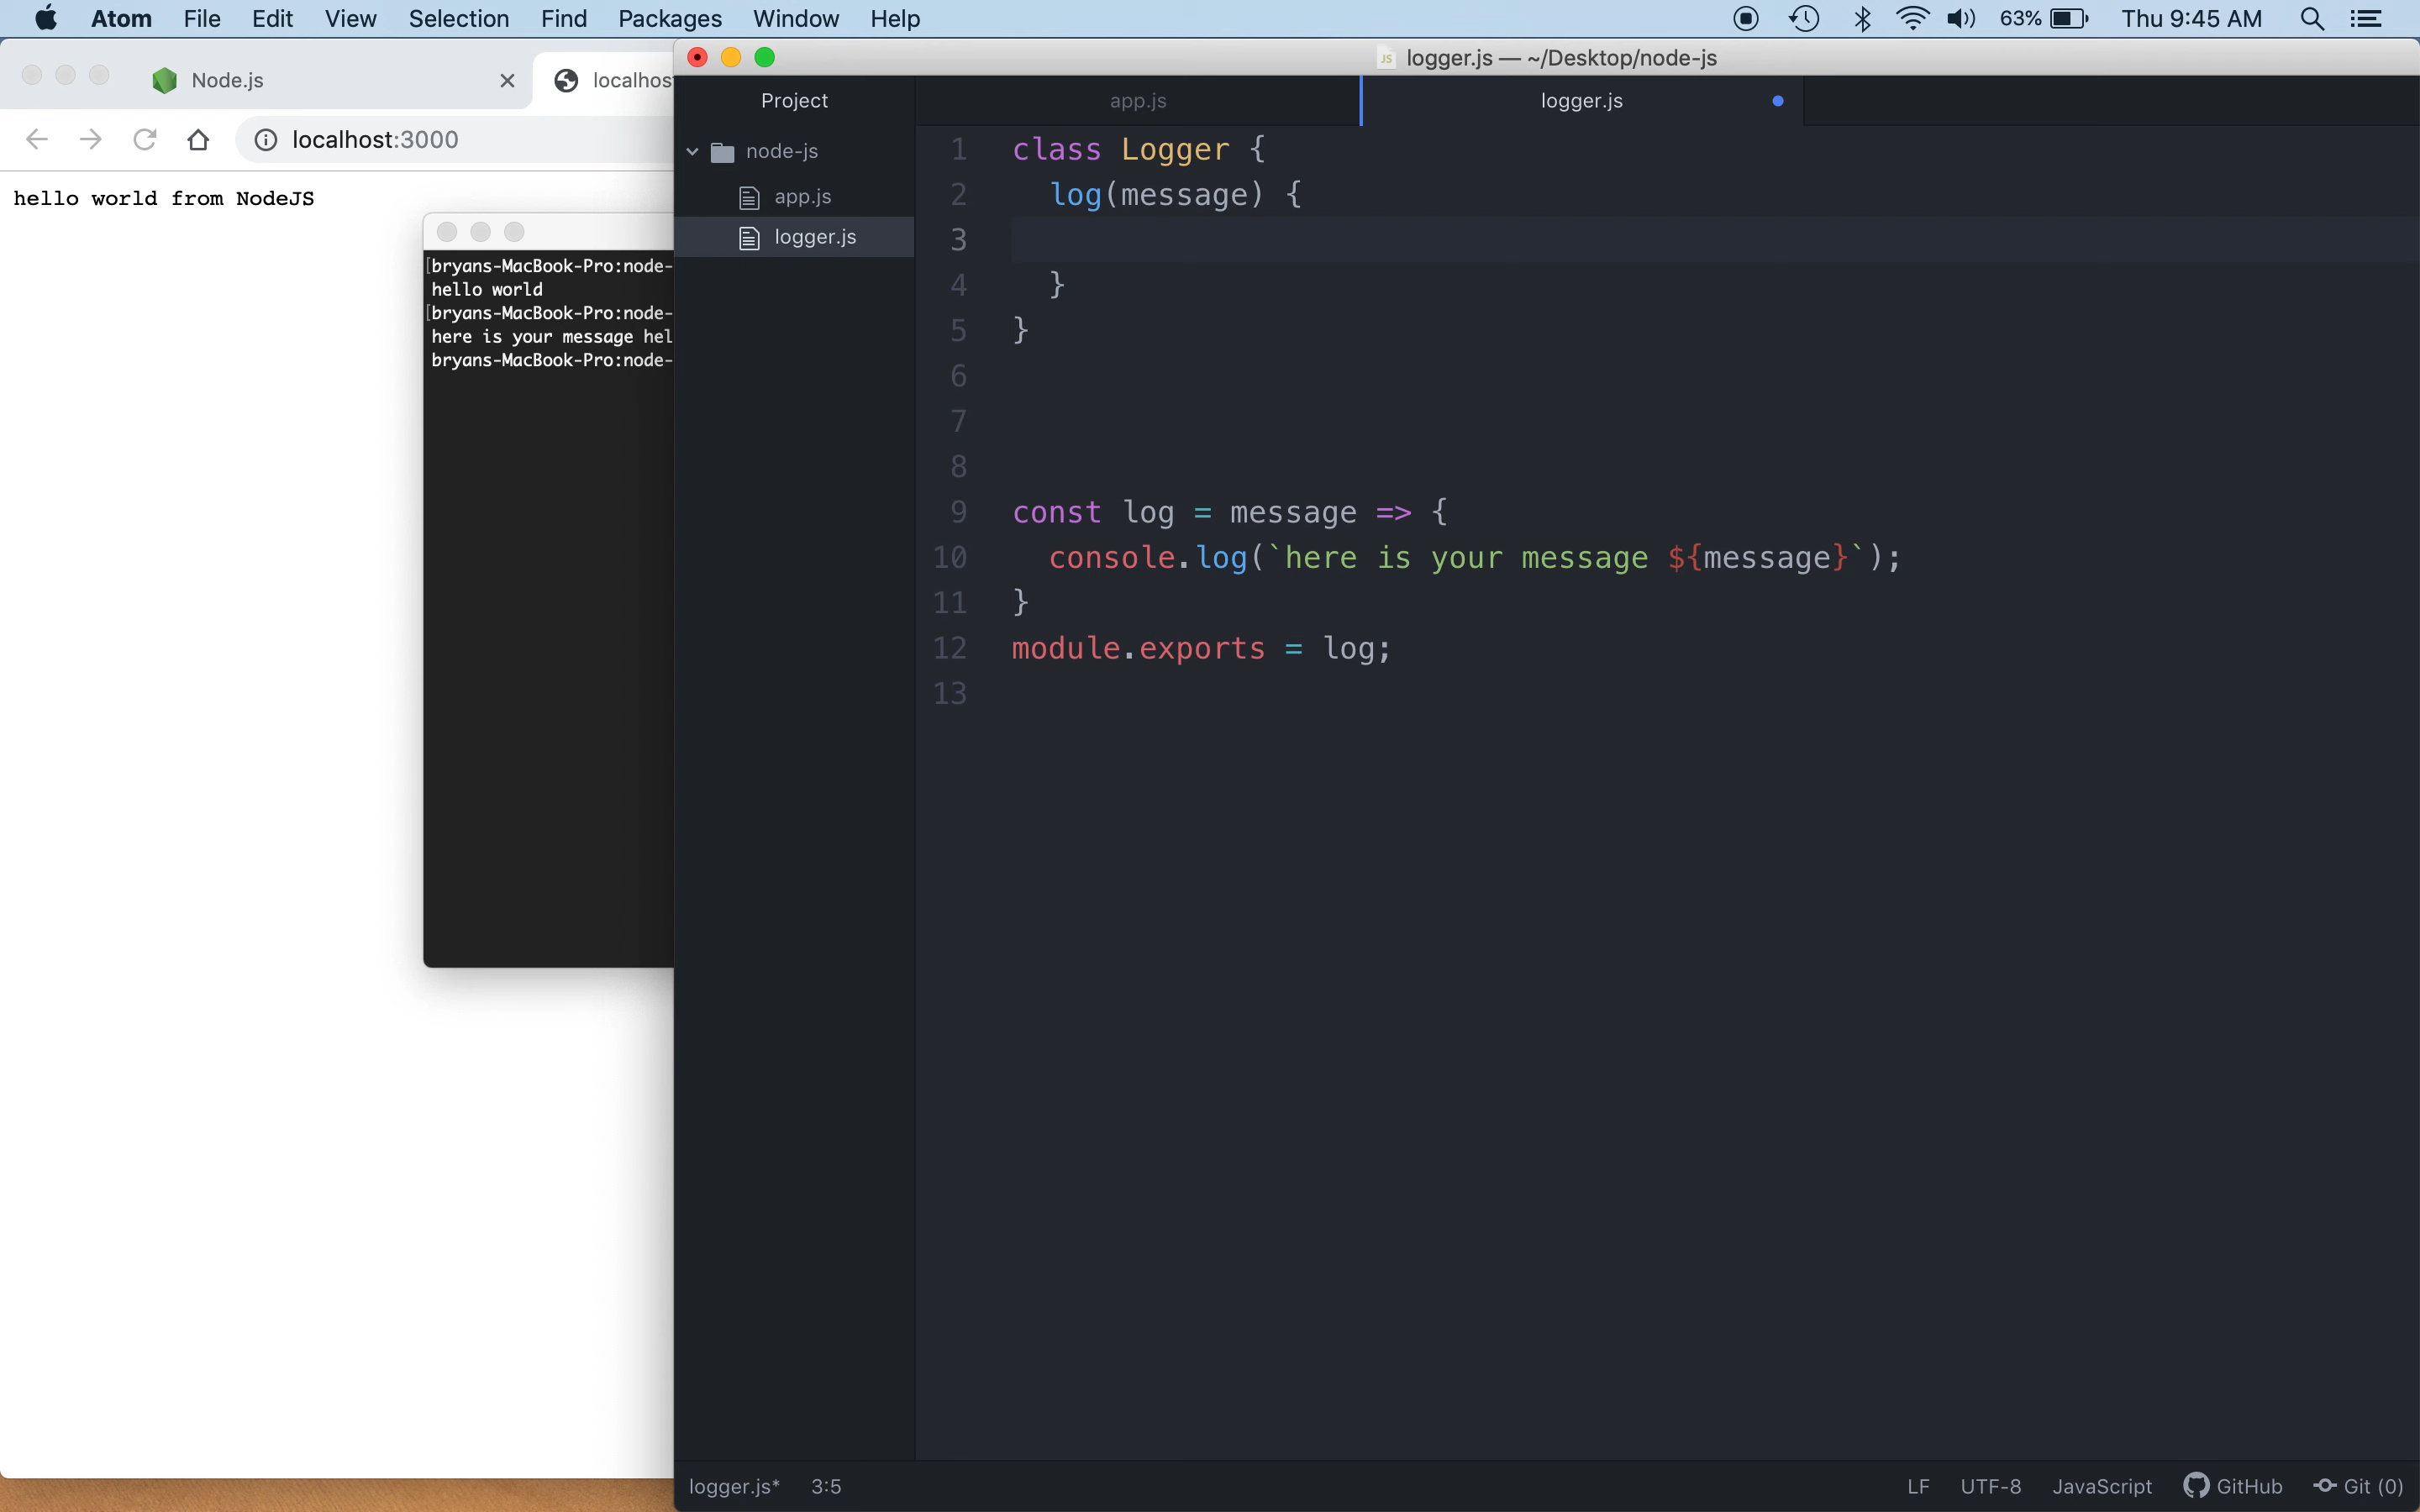 Atom File Edit View Selection Find Packages Window Help 63% Thu 9:45 AM
Node.js
localhost:3000
hello world from NodeJS
[bryans-MacBook-Pro:node-
hello world
[bryans-MacBook-Pro:node-
here is your message hel
bryans-MacBook-Pro:node-
JS logger.js — ~/Desktop/node-js
Project
node-js
app.js
logger.js
app.js logger.js
1 class Logger {
2 log(message) {
3
4 }
5 }
6
7
8
9 const log = message => {
10 console.log(`here is your message ${message}`);
11 }
12 module.exports = log;
13
logger.js* 3:5 LF UTF-8 JavaScript GitHub Git (0)